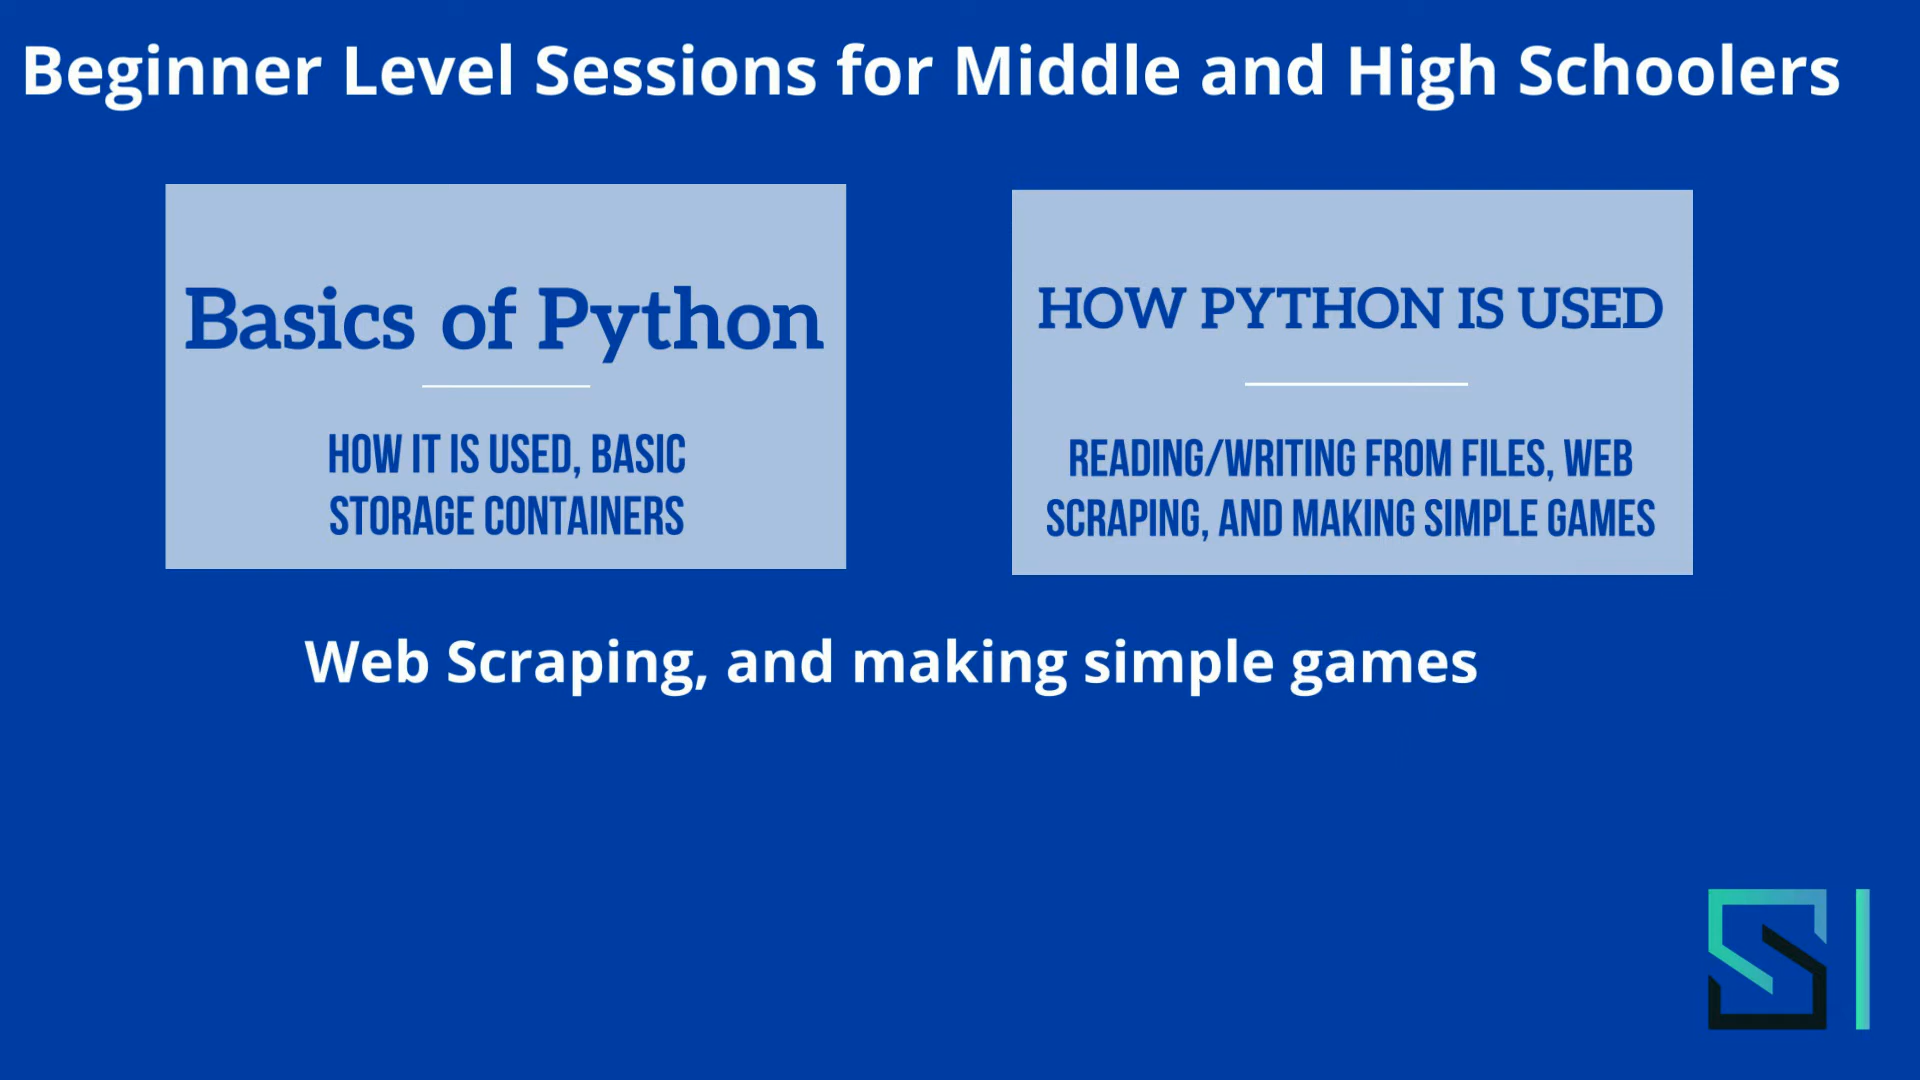 Beginner Level Sessions for Middle and High Schoolers
Basics of Python
HOW IT IS USED, BASIC
STORAGE CONTAINERS
HOW PYTHON IS USED
READING/WRITING FROM FILES, WEB
SCRAPING, AND MAKING SIMPLE GAMES
Web Scraping, and making simple games